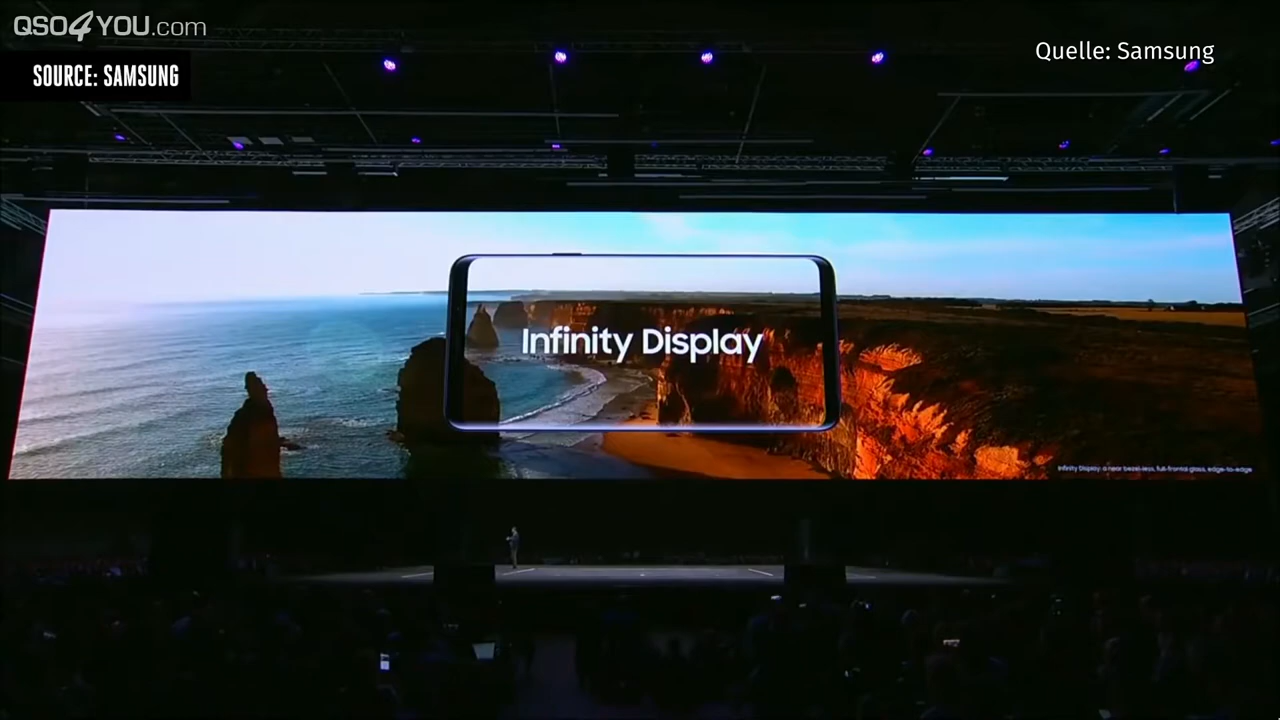 QSO4YOU.com
SOURCE: SAMSUNG
Quelle: Samsung
Infinity Display
Infinity Display: a near bezel-less, full-frontal glass, edge-to-edge